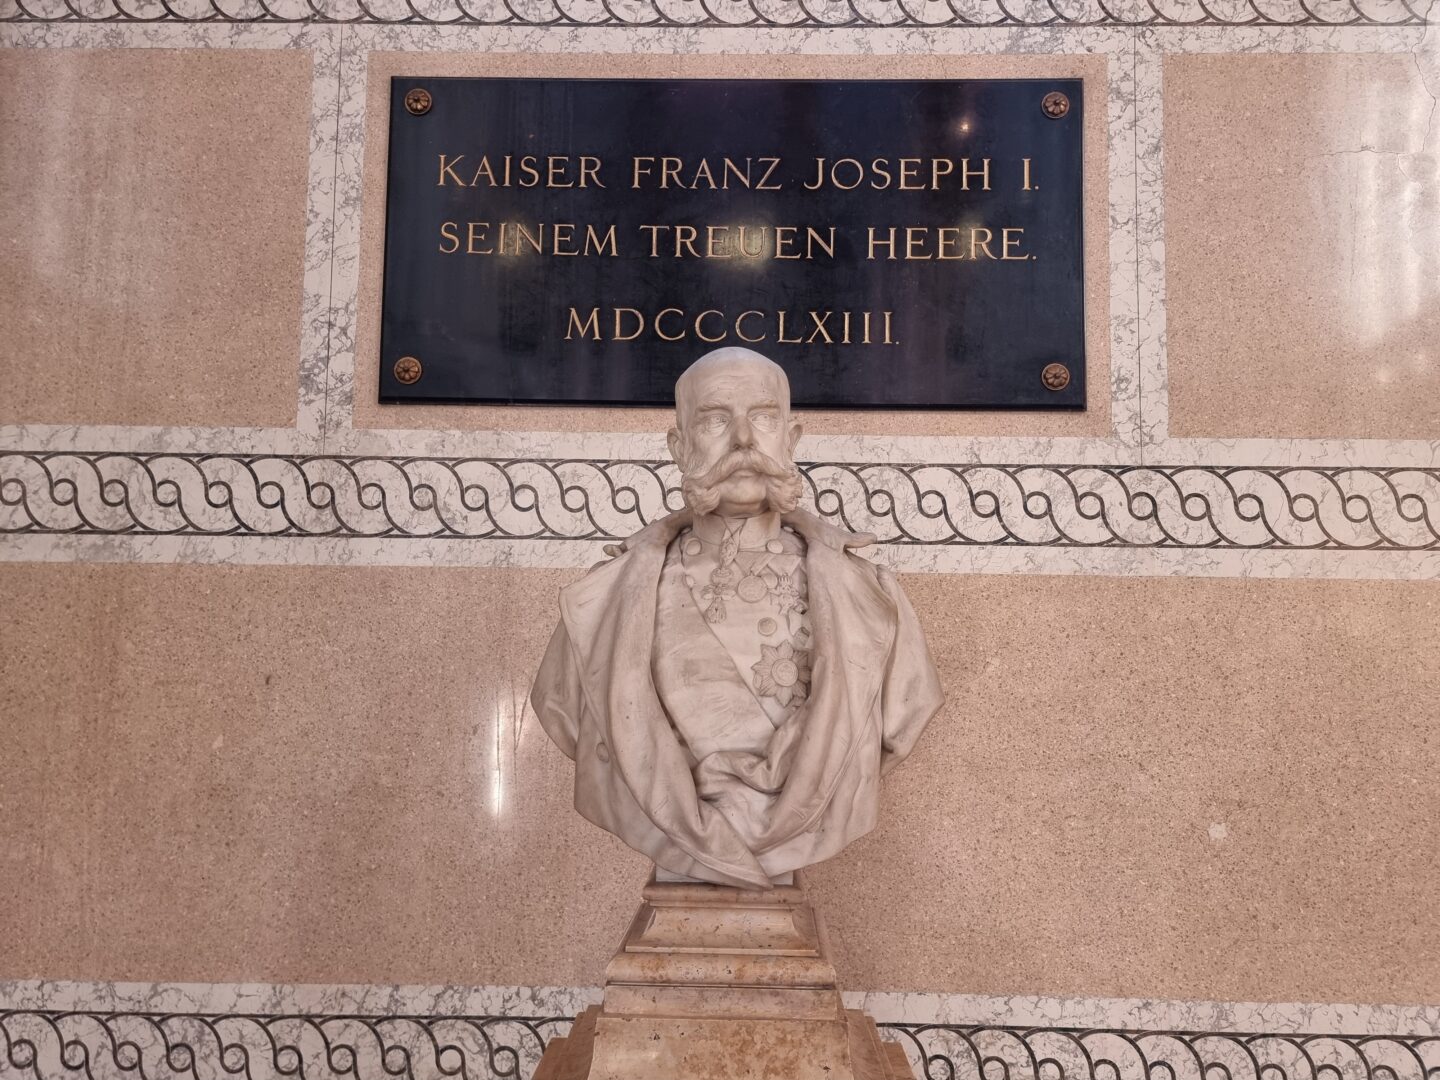 KAISER FRANZ JOSEPH I.
SEINEM TREUEN HEERE.
MDCCCLXIII.